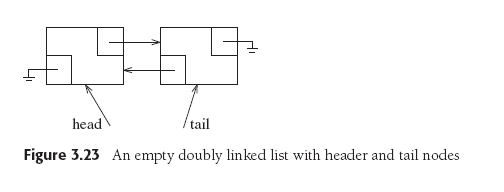 head tail
Figure 3.23 An empty doubly linked list with header and tail nodes